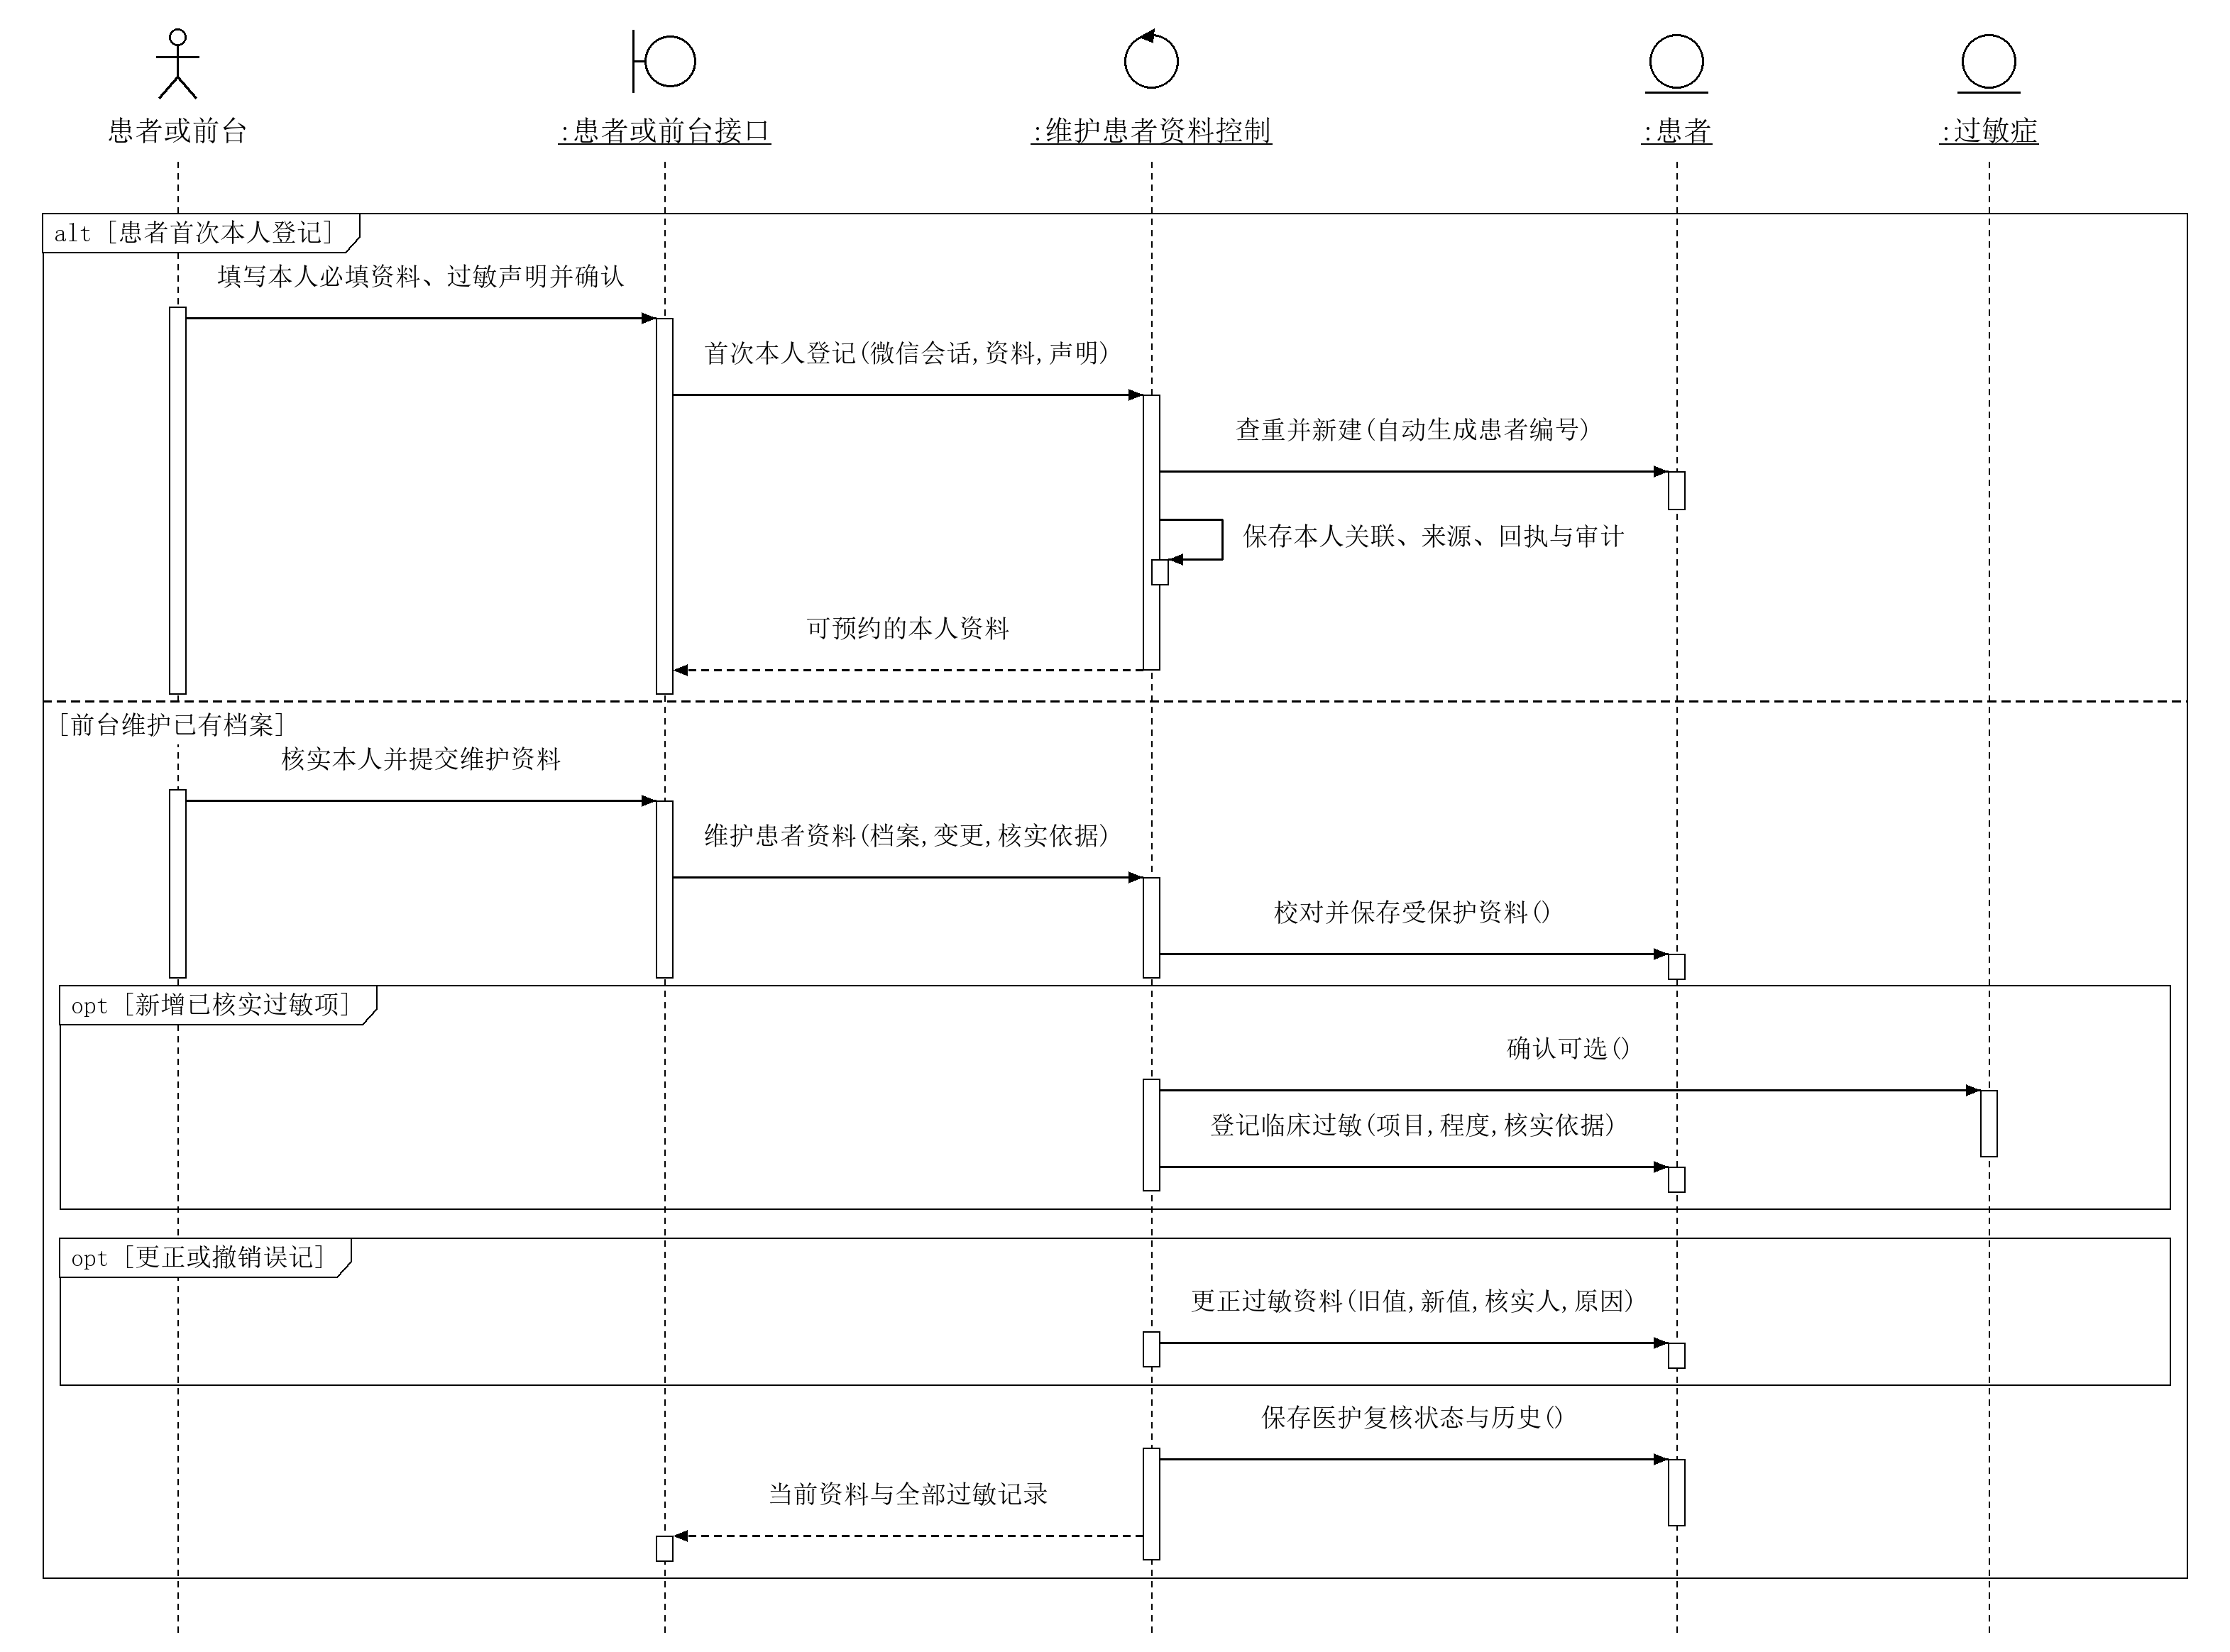 患者或前台
:患者或前台接口
:维护患者资料控制
:患者
:过敏症
alt [患者首次本人登记]
填写本人必填资料、过敏声明并确认
首次本人登记(微信会话,资料,声明)
查重并新建(自动生成患者编号)
保存本人关联、来源、回执与审计
可预约的本人资料
[前台维护已有档案]
核实本人并提交维护资料
维护患者资料(档案,变更,核实依据)
校对并保存受保护资料()
opt [新增已核实过敏项]
确认可选()
登记临床过敏(项目,程度,核实依据)
opt [更正或撤销误记]
更正过敏资料(旧值,新值,核实人,原因)
保存医护复核状态与历史()
当前资料与全部过敏记录